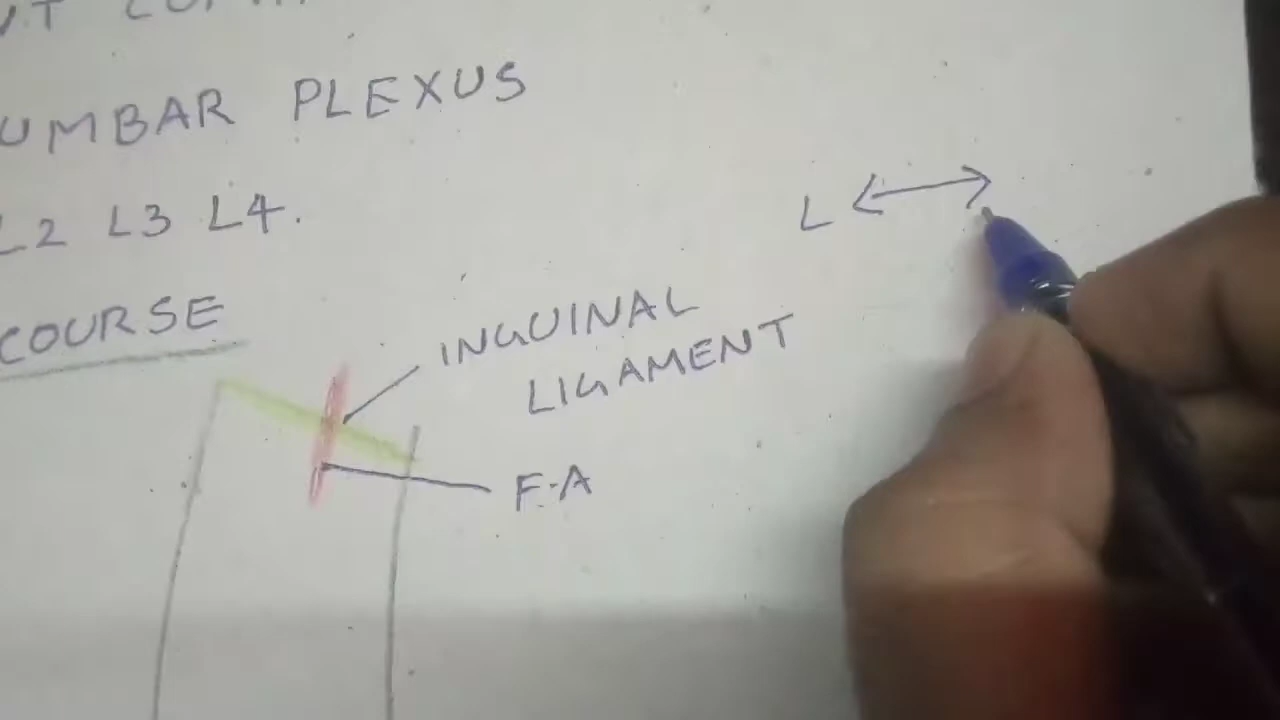 UMBAR PLEXUS
L2 L3 L4.
COURSE
INGUINAL
LIGAMENT
F.A
L